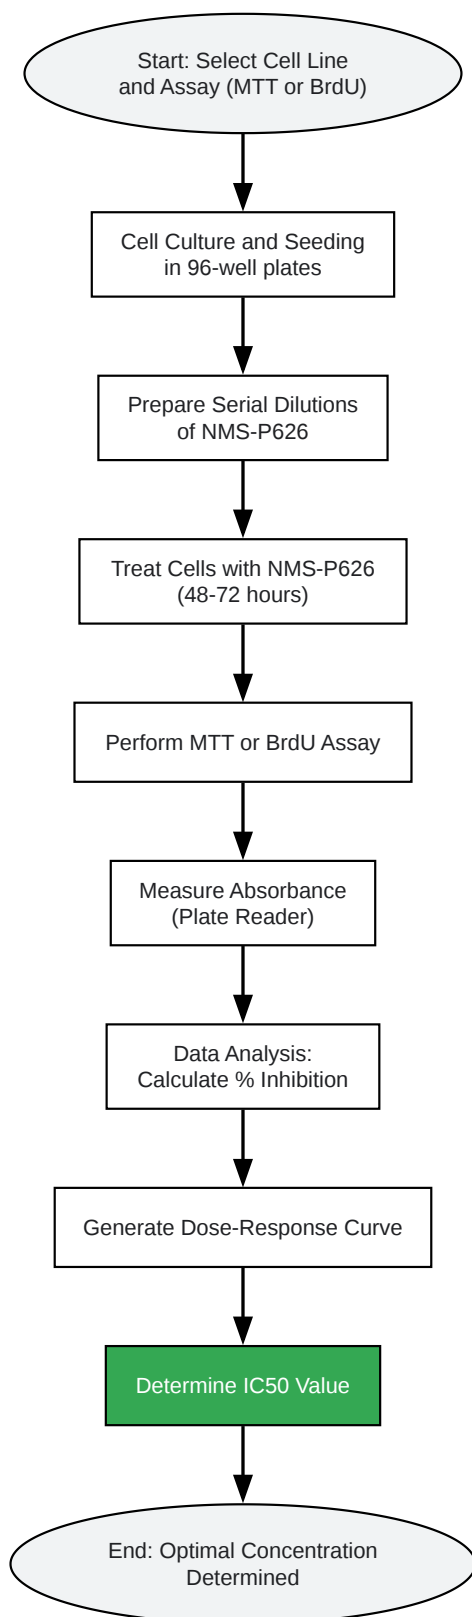 Start: Select Cell Line
and Assay (MTT or BrdU)
Cell Culture and Seeding
in 96-well plates
Prepare Serial Dilutions
of NMS-P626
Treat Cells with NMS-P626
(48-72 hours)
Perform MTT or BrdU Assay
Measure Absorbance
(Plate Reader)
Data Analysis:
Calculate % Inhibition
Generate Dose-Response Curve
Determine IC50 Value
End: Optimal Concentration
Determined